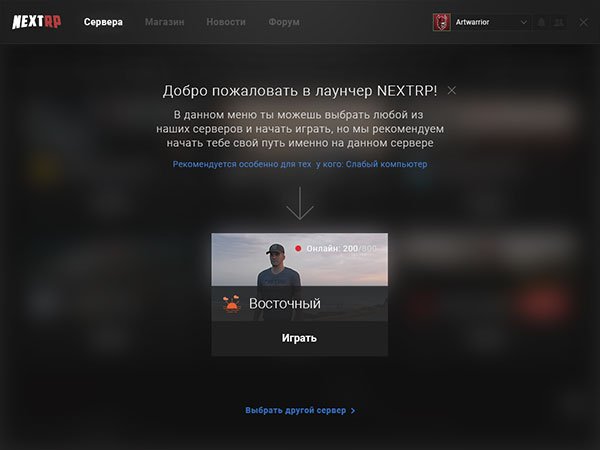 NEXTRP Сервера Магазин Новости Форум Artwarrior
Добро пожаловать в лаунчер NEXTRP!
В данном меню ты можешь выбрать любой из
наших серверов и начать играть, но мы рекомендуем
начать тебе свой путь именно на данном сервере
Рекомендуется особенно для тех у кого: Слабый компьютер
Онлайн: 200/800
Восточный
Играть
Выбрать другой сервер